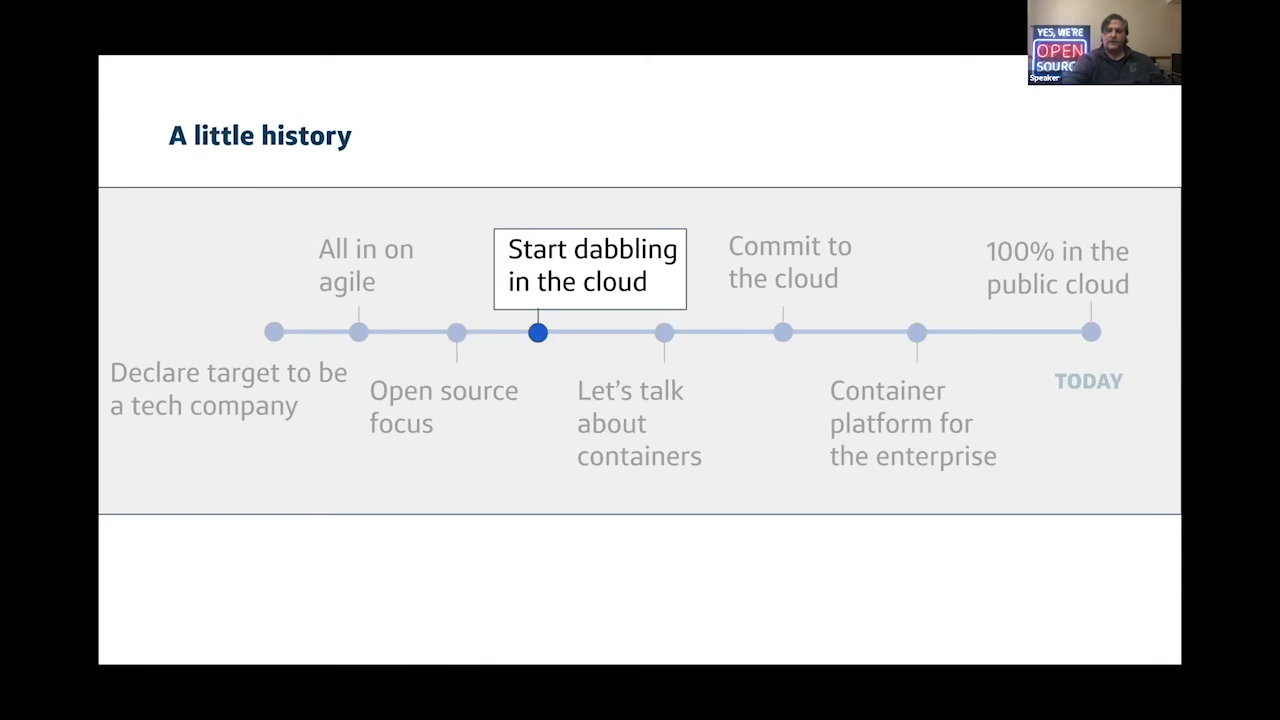 YES, WE'RE
OPEN
SOURC
Speaker
A little history
All in on
agile
Start dabbling
in the cloud
Commit to
the cloud
100% in the
public cloud
Declare target to be
a tech company
Open source
focus
Let's talk
about
containers
Container
platform for
the enterprise
TODAY